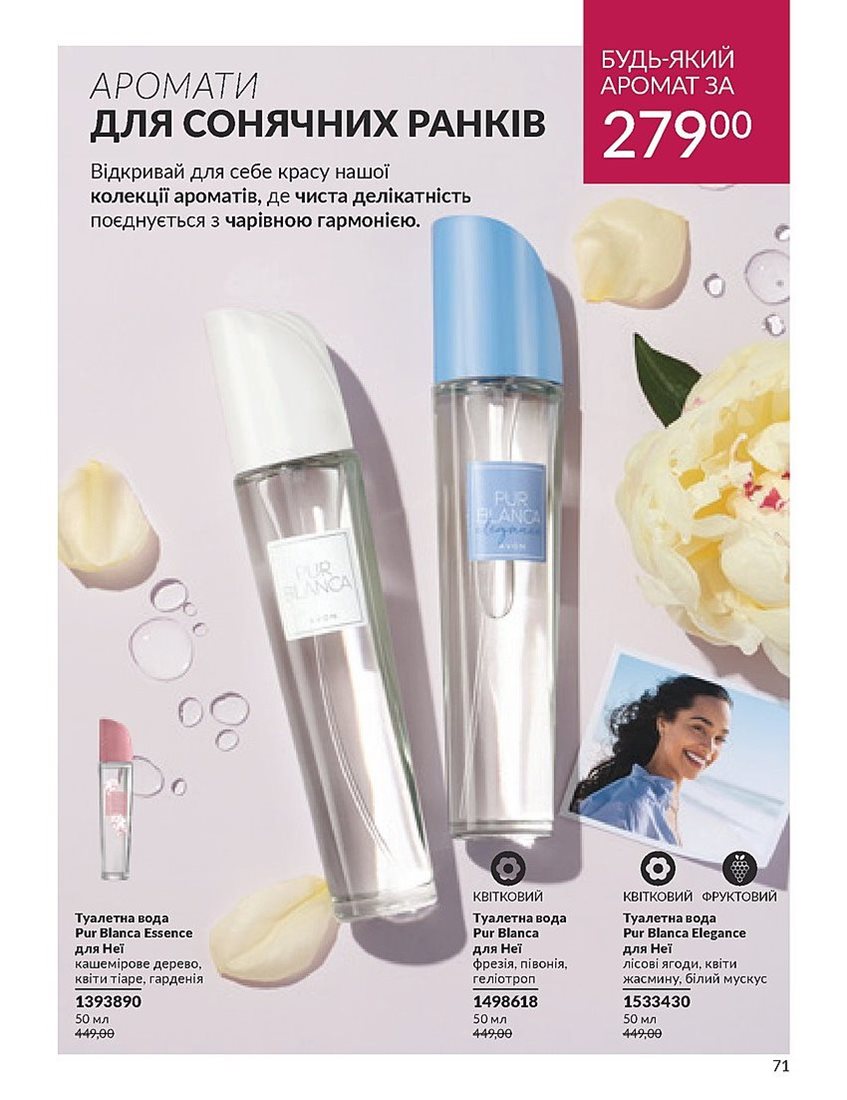 АРОМАТИ
ДЛЯ СОНЯЧНИХ РАНКІВ
Відкривай для себе красу нашої
колекції ароматів, де чиста делікатність
поєднується з чарівною гармонією.
БУДЬ-ЯКИЙ
АРОМАТ ЗА
279⁰⁰
PUR
BLANCA
AVON
PUR
BLANCA
elegance
AVON
Туалетна вода
Pur Blanca Essence
для Неї
кашемірове дерево,
квіти тіаре, гарденія
1393890
50 мл
449,00
КВІТКОВИЙ
Туалетна вода
Pur Blanca
для Неї
фрезія, півонія,
геліотроп
1498618
50 мл
449,00
КВІТКОВИЙ ФРУКТОВИЙ
Туалетна вода
Pur Blanca Elegance
для Неї
лісові ягоди, квіти
жасмину, білий мускус
1533430
50 мл
449,00
71